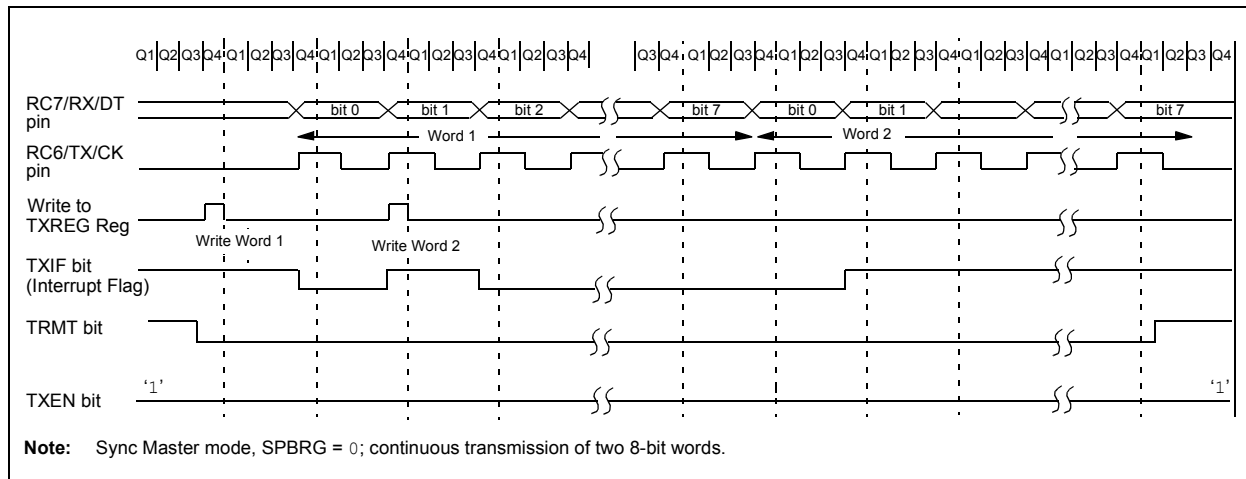 Q1 Q2 Q3 Q4 Q1 Q2 Q3 Q4 Q1 Q2 Q3 Q4 Q1 Q2 Q3 Q4 Q1 Q2 Q3 Q4 Q3 Q4 Q1 Q2 Q3 Q4 Q1 Q2 Q3 Q4 Q1 Q2 Q3 Q4 Q1 Q2 Q3 Q4 Q1 Q2 Q3 Q4 Q1 Q2 Q3 Q4
RC7/RX/DT
pin
bit 0 bit 1 bit 2 bit 7 bit 0 bit 1 bit 7
Word 1 Word 2
RC6/TX/CK
pin
Write to
TXREG Reg
Write Word 1 Write Word 2
TXIF bit
(Interrupt Flag)
TRMT bit
‘1’ ‘1’
TXEN bit
Note: Sync Master mode, SPBRG = 0; continuous transmission of two 8-bit words.